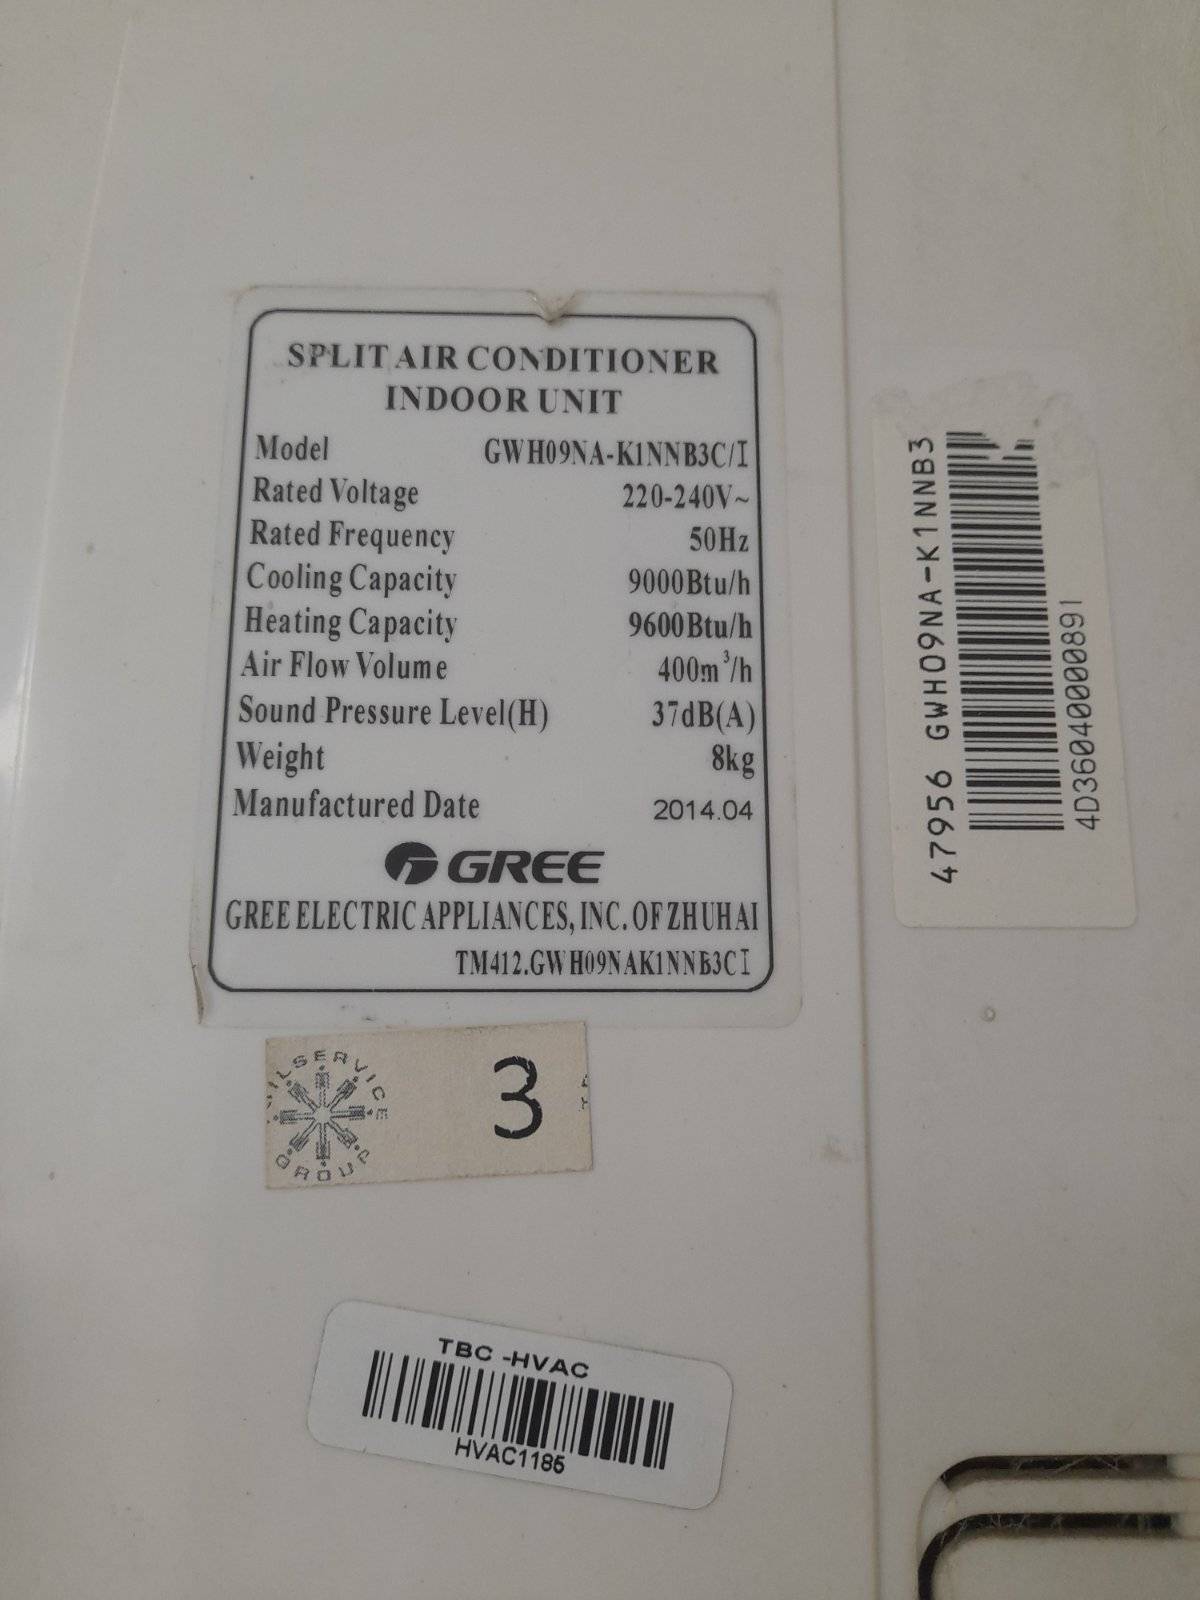 SPLIT AIR CONDITIONER
INDOOR UNIT
Model GWH09NA-K1NNB3C/I
Rated Voltage 220-240V~
Rated Frequency 50Hz
Cooling Capacity 9000Btu/h
Heating Capacity 9600Btu/h
Air Flow Volume 400m³/h
Sound Pressure Level(H) 37dB(A)
Weight 8kg
Manufactured Date 2014.04
GREE
GREE ELECTRIC APPLIANCES, INC. OF ZHUHAI
TM412.GWH09NAK1NNB3CI
47956 GWH09NA-K1NNB3
4D36040000891
GROUP
3
TBC -HVAC
HVAC1185